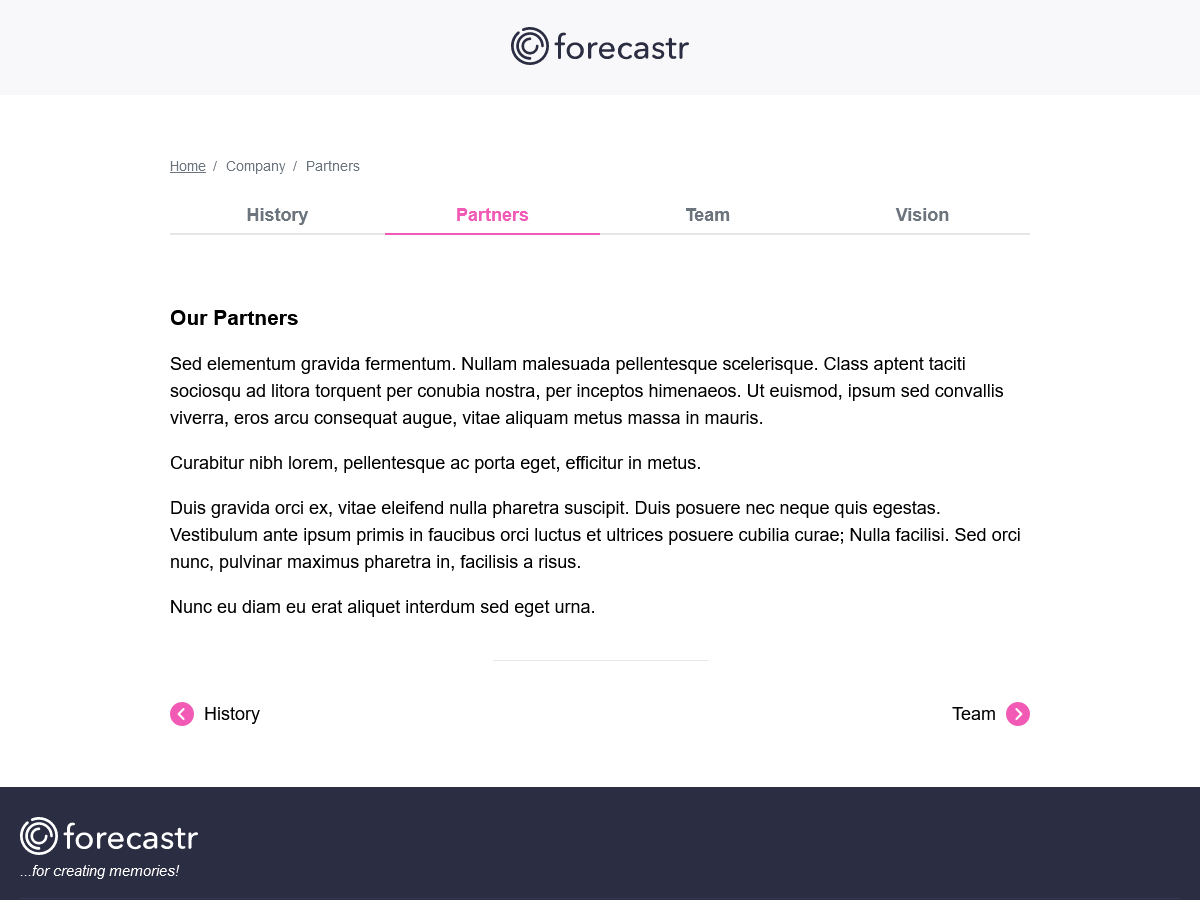 forecastr
Home / Company / Partners
History Partners Team Vision
Our Partners
Sed elementum gravida fermentum. Nullam malesuada pellentesque scelerisque. Class aptent taciti
sociosqu ad litora torquent per conubia nostra, per inceptos himenaeos. Ut euismod, ipsum sed convallis
viverra, eros arcu consequat augue, vitae aliquam metus massa in mauris.
Curabitur nibh lorem, pellentesque ac porta eget, efficitur in metus.
Duis gravida orci ex, vitae eleifend nulla pharetra suscipit. Duis posuere nec neque quis egestas.
Vestibulum ante ipsum primis in faucibus orci luctus et ultrices posuere cubilia curae; Nulla facilisi. Sed orci
nunc, pulvinar maximus pharetra in, facilisis a risus.
Nunc eu diam eu erat aliquet interdum sed eget urna.
History Team
forecastr
...for creating memories!